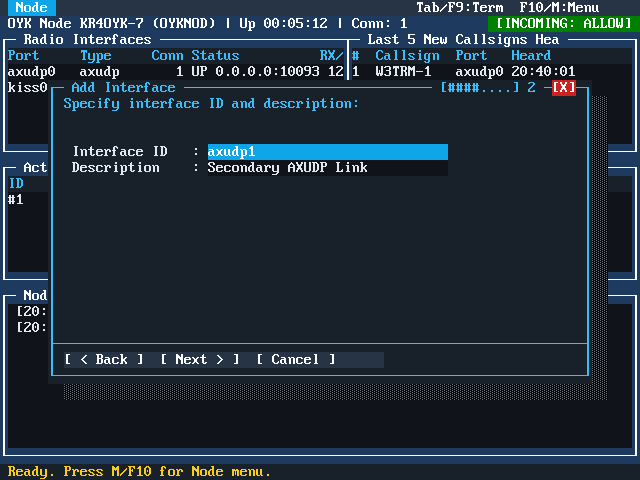 Node Tab/F9:Term F10/M:Menu
OYK Node KR4OYK-7 (OYKNOD) | Up 00:05:12 | Conn: 1 [INCOMING: ALLOW]
Radio Interfaces Last 5 New Callsigns Hea
Port Type Conn Status RX/ # Callsign Port Heard
axudp0 axudp 1 UP 0.0.0.0:10093 12 1 W3TRM-1 axudp0 20:40:01
kiss0
Add Interface [####....] 2 [X]
Specify interface ID and description:
Interface ID : axudp1
Description : Secondary AXUDP Link
Act
ID
#1
Nod
[20:
[20:
[ < Back ] [ Next > ] [ Cancel ]
Ready. Press M/F10 for Node menu.